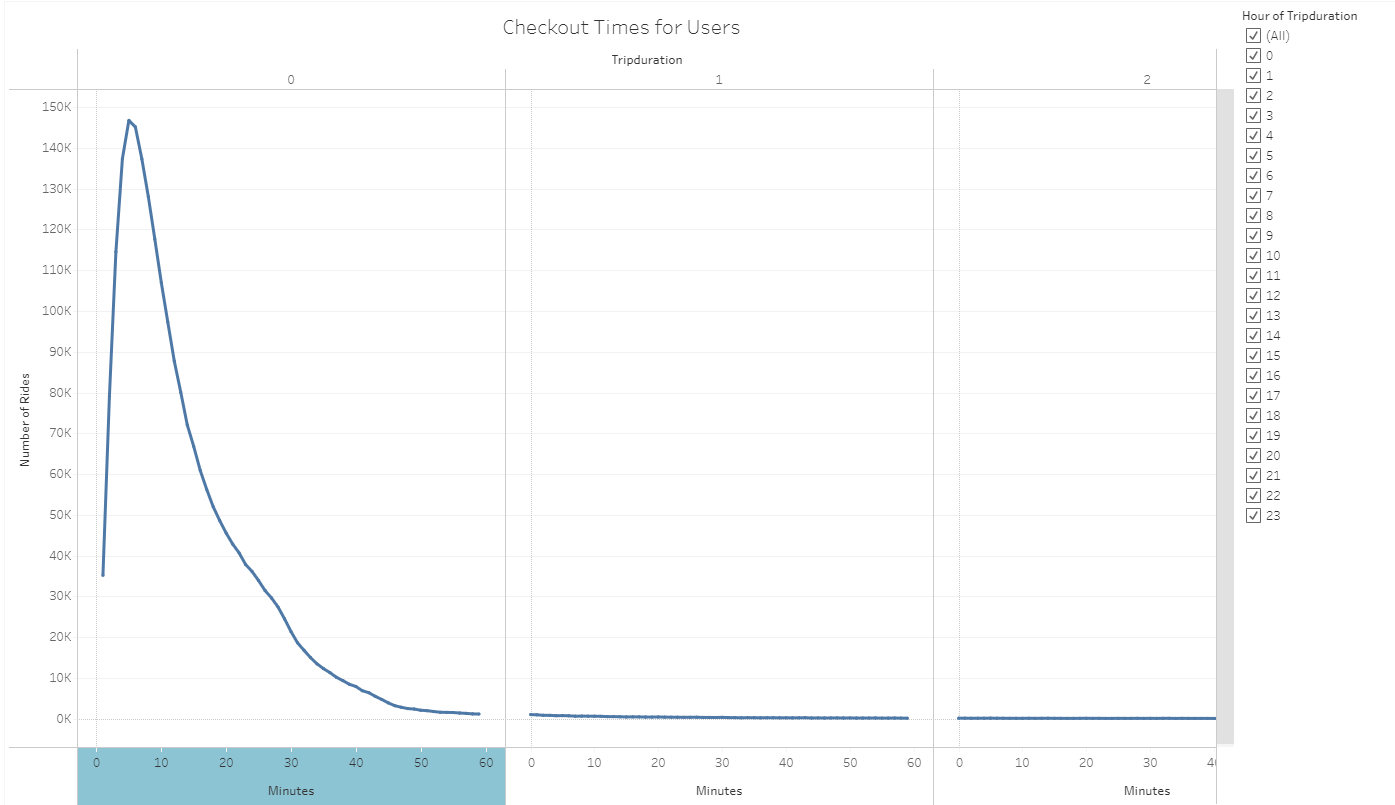 Checkout Times for Users
Tripduration
0 1 2
150K
140K
130K
120K
110K
100K
90K
80K
70K
60K
50K
40K
30K
20K
10K
0K
Number of Rides
0 10 20 30 40 50 60 0 10 20 30 40 50 60 0 10 20 30
Minutes Minutes Minutes
Hour of Tripduration
(All)
0
1
2
3
4
5
6
7
8
9
10
11
12
13
14
15
16
17
18
19
20
21
22
23